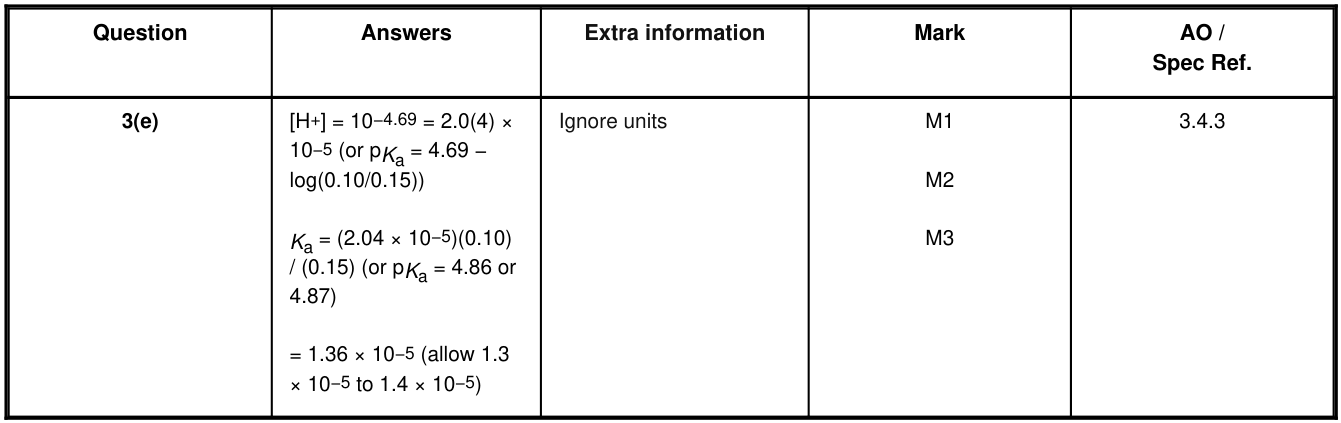 Question Answers Extra information Mark AO /
Spec Ref.
3(e) [H+] = 10−4.69 = 2.0(4) × Ignore units M1 3.4.3
10−5 (or pKa = 4.69 −
log(0.10/0.15)) M2
Ka = (2.04 × 10−5)(0.10) M3
/ (0.15) (or pKa = 4.86 or
4.87)
= 1.36 × 10−5 (allow 1.3
× 10−5 to 1.4 × 10−5)